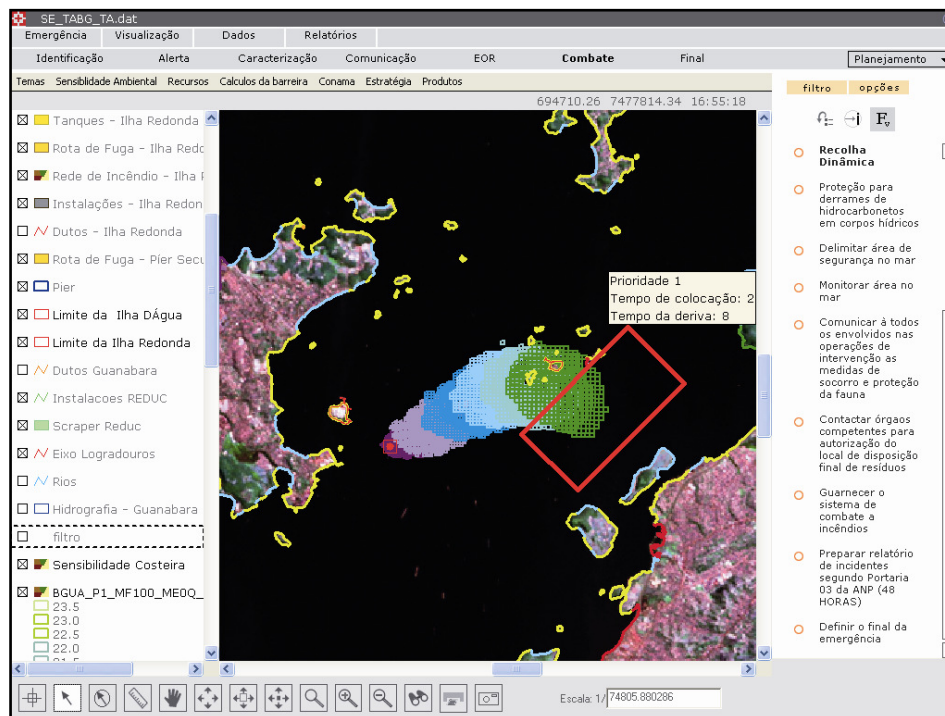 SE_TABG_TA.dat
Emergência Visualização Dados Relatórios
Identificação Alerta Caracterização Comunicação EOR Combate Final Planejamento
Temas Sensiblidade Ambiental Recursos Calculos da barreira Conama Estratégia Produtos
694710.26 7477814.34 16:55:18
filtro opções
Tanques - Ilha Redonda
Rota de Fuga - Ilha Redo
Rede de Incêndio - Ilha
Instalações - Ilha Redon
Dutos - Ilha Redonda
Rota de Fuga - Píer Secu
Pier
Limite da Ilha DÁgua
Limite da Ilha Redonda
Dutos Guanabara
Instalacoes REDUC
Scraper Reduc
Eixo Logradouros
Rios
Hidrografia - Guanabara
filtro
Sensibilidade Costeira
BGUA_P1_MF100_ME0Q_
23.5
23.0
22.5
22.0
21.5
Prioridade 1
Tempo de colocação: 2
Tempo da deriva: 8
Recolha
Dinâmica
Proteção para
derrames de
hidrocarbonetos
em corpos hídricos
Delimitar área de
segurança no mar
Monitorar área no
mar
Comunicar à todos
os envolvidos nas
operações de
intervenção as
medidas de
socorro e proteção
da fauna
Contactar órgaos
competentes para
autorização do
local de disposição
final de resíduos
Guarnecer o
sistema de
combate a
incêndios
Preparar relatório
de incidentes
segundo Portaria
03 da ANP (48
HORAS)
Definir o final da
emergência
Escala: 1/ 74805.880286